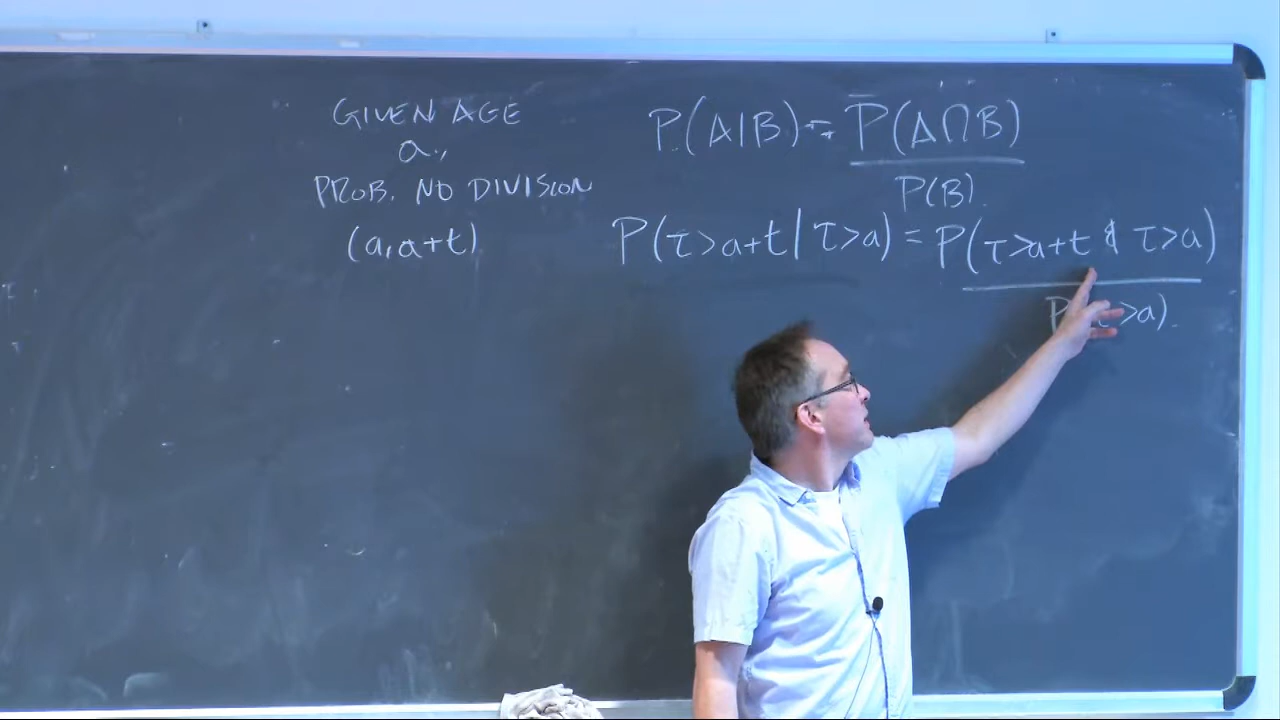 GIVEN AGE
a.,
PROB. NO DIVISION
(a, a+t)
P(A|B) = P(A∩B)
P(B).
P(τ>a+t | τ>a) = P(τ>a+t & τ>a)
P(τ>a).